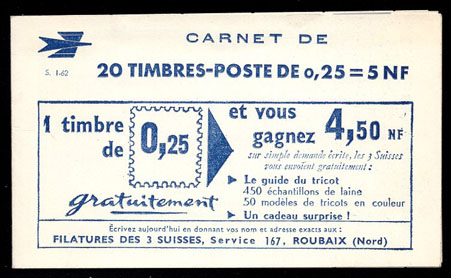 CARNET DE
S. 1-62
20 TIMBRES-POSTE DE 0,25 = 5 NF
1 timbre
de
0,25
gratuitement
et vous
gagnez 4,50 NF
sur simple demande écrite, les 3 Suisses
vous envoient gratuitement :
Le guide du tricot
450 échantillons de laine
50 modèles de tricots en couleur
Un cadeau surprise !
Écrivez aujourd'hui en donnant vos nom et adresse exacts aux :
FILATURES DES 3 SUISSES, Service 167, ROUBAIX (Nord)